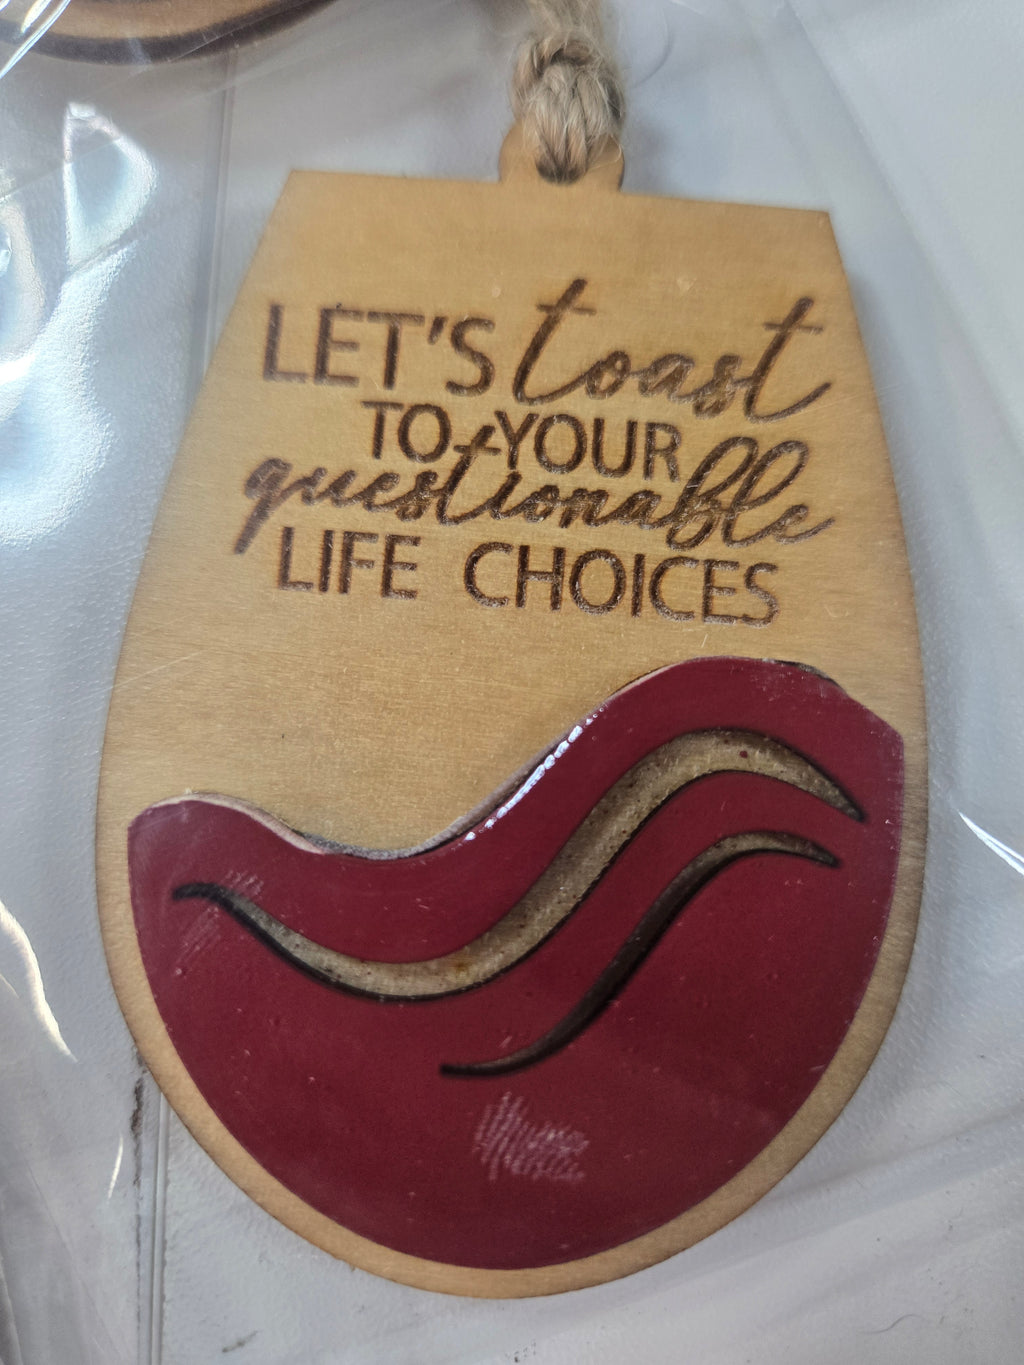 LET'S toast
TO YOUR
questionable
LIFE CHOICES